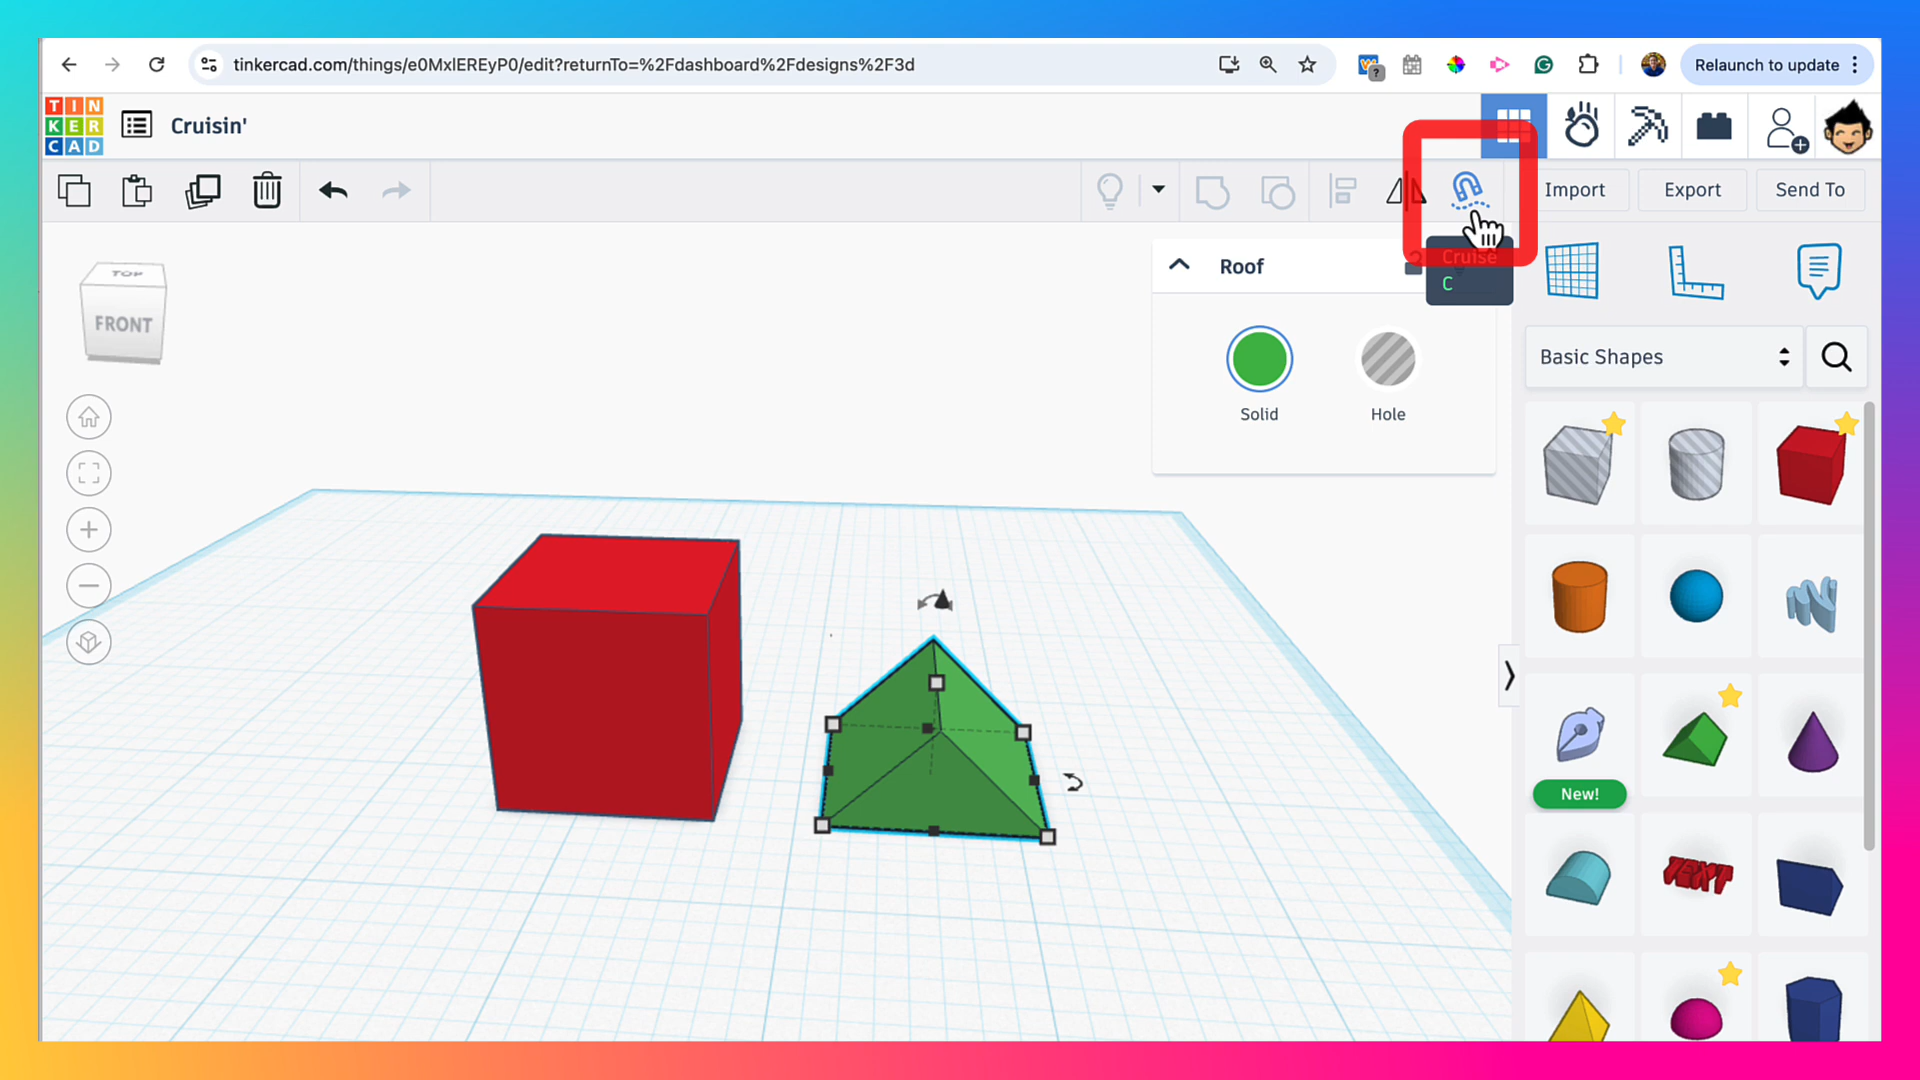 tinkercad.com/things/e0MxlEREyP0/edit?returnTo=%2Fdashboard%2Fdesigns%2F3d
Relaunch to update
TIN
KER
CAD
Cruisin'
Import
Export
Send To
Cruise
C
Roof
Solid
Hole
TOP
FRONT
Basic Shapes
New!
TEXT